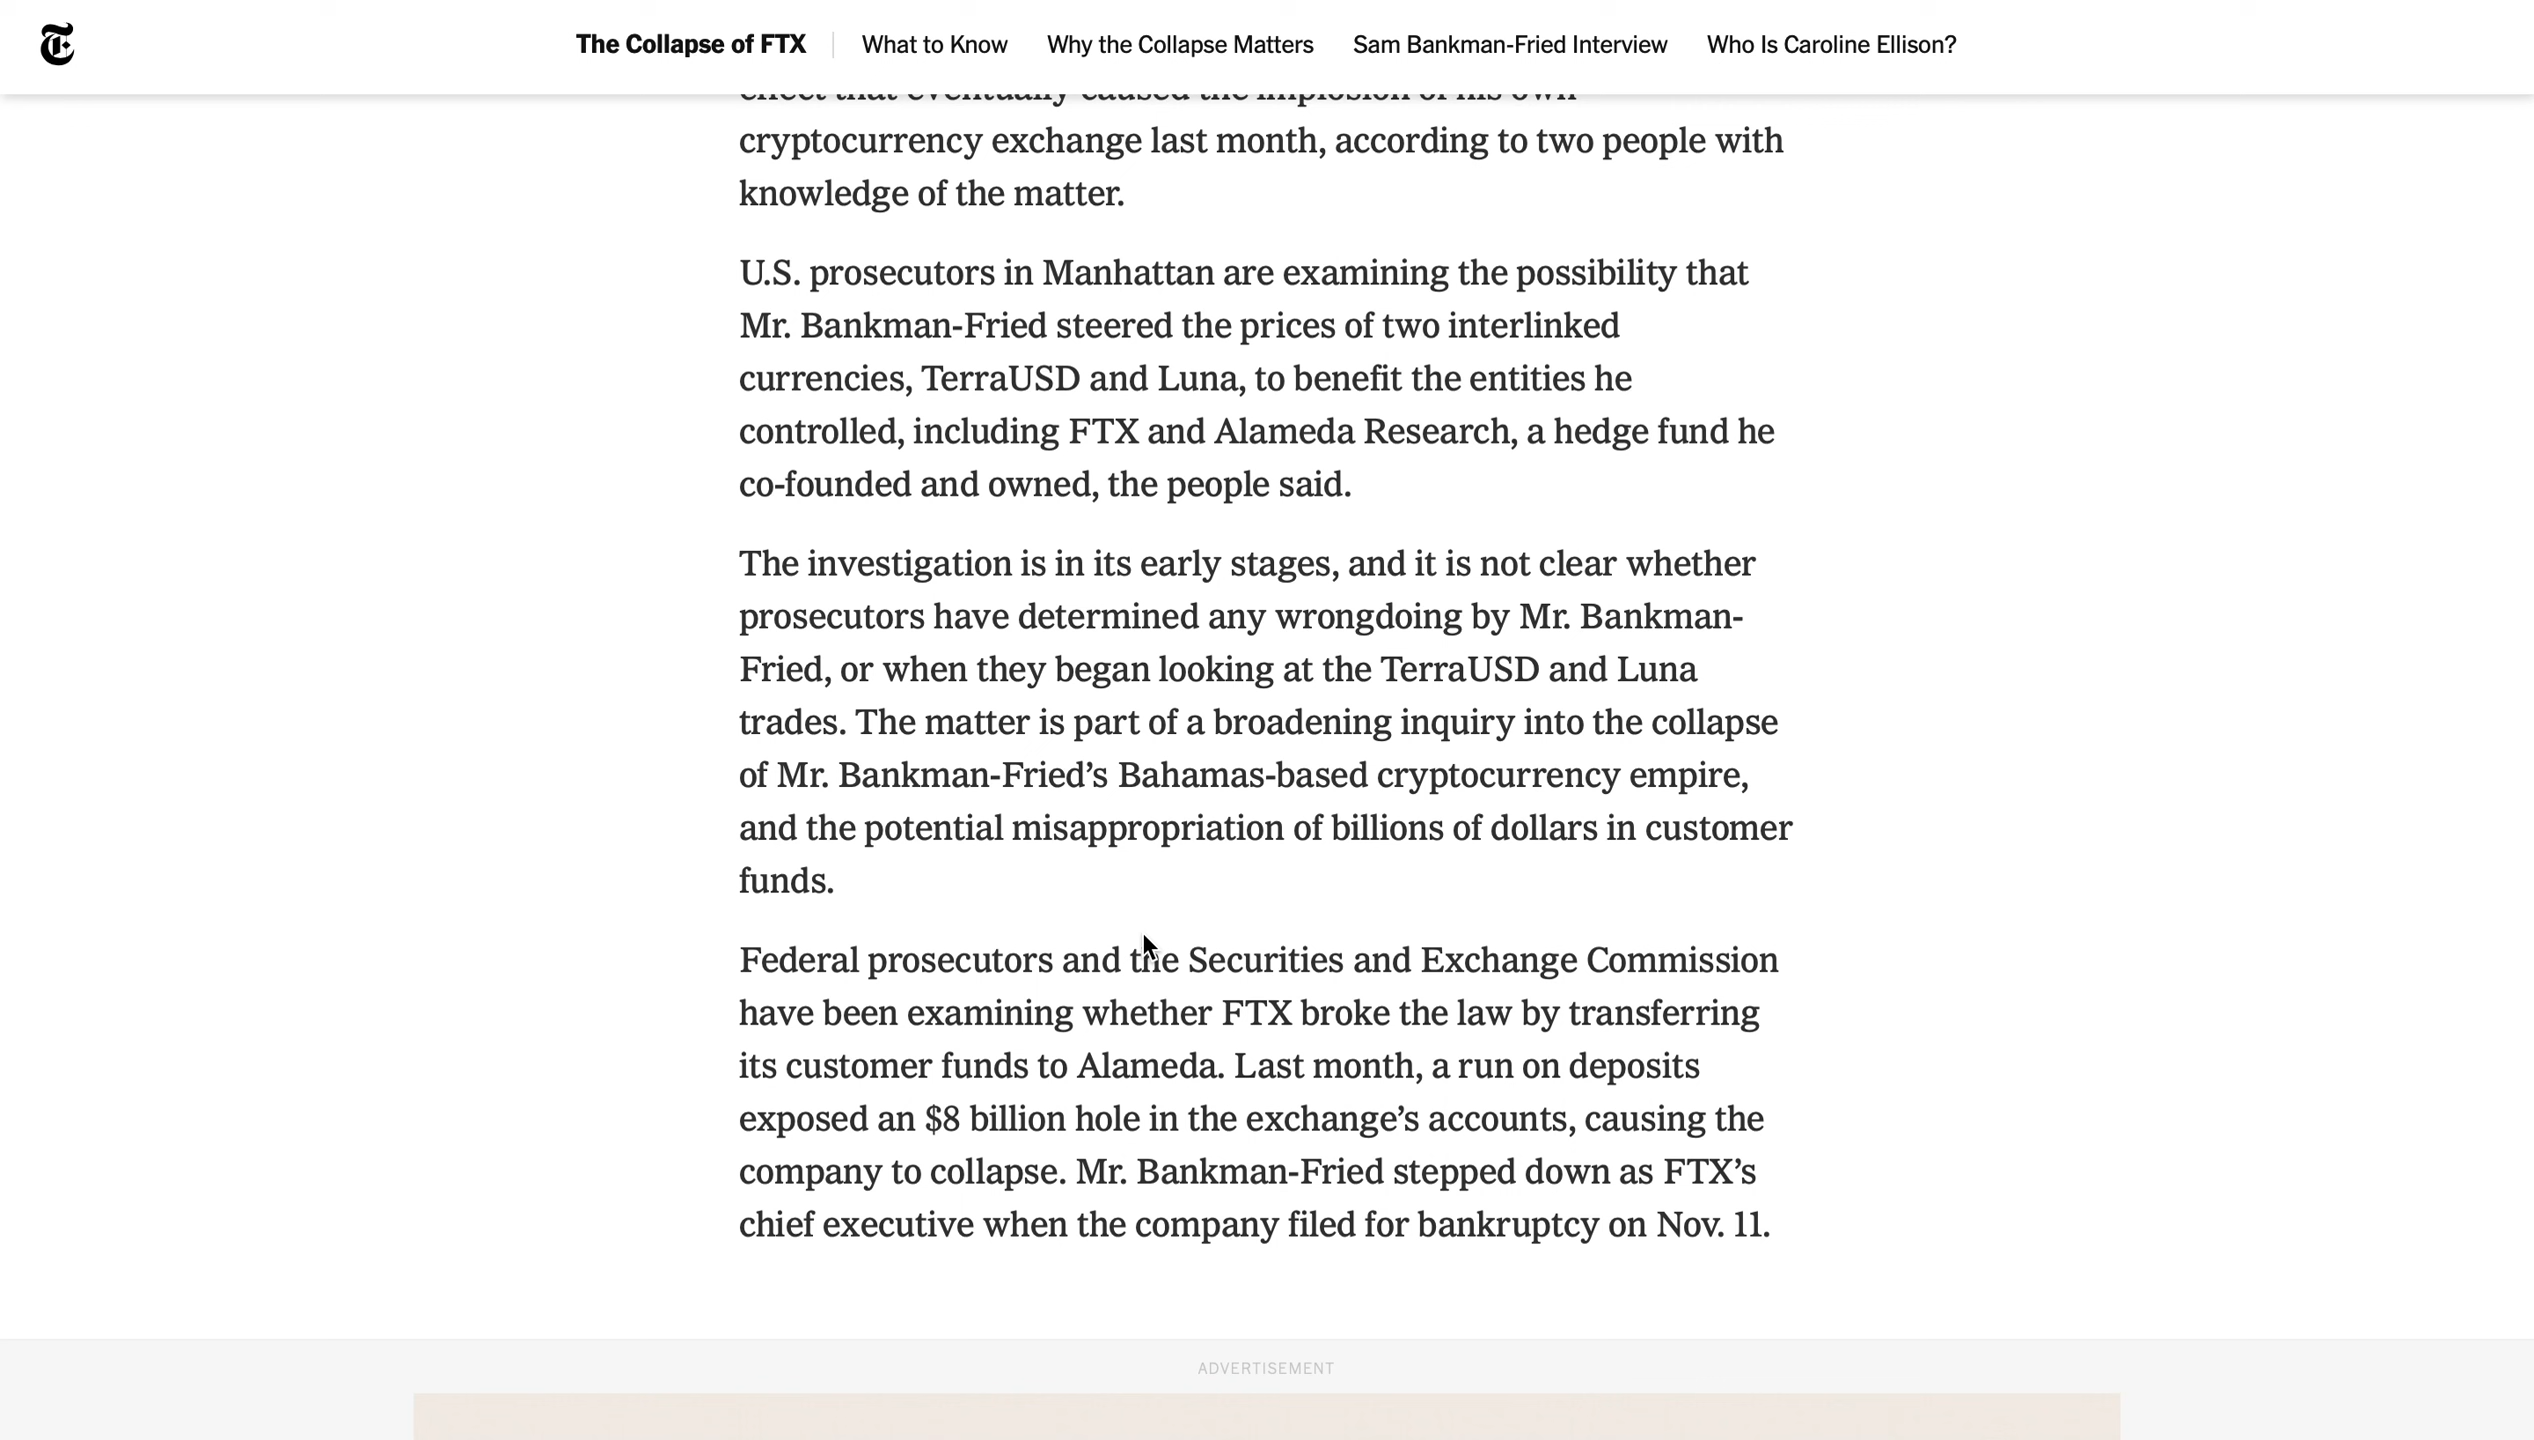 The Collapse of FTX
What to Know
Why the Collapse Matters
Sam Bankman-Fried Interview
Who Is Caroline Ellison?
effect that eventually caused the implosion of his own
cryptocurrency exchange last month, according to two people with
knowledge of the matter.
U.S. prosecutors in Manhattan are examining the possibility that
Mr. Bankman-Fried steered the prices of two interlinked
currencies, TerraUSD and Luna, to benefit the entities he
controlled, including FTX and Alameda Research, a hedge fund he
co-founded and owned, the people said.
The investigation is in its early stages, and it is not clear whether
prosecutors have determined any wrongdoing by Mr. Bankman-
Fried, or when they began looking at the TerraUSD and Luna
trades. The matter is part of a broadening inquiry into the collapse
of Mr. Bankman-Fried’s Bahamas-based cryptocurrency empire,
and the potential misappropriation of billions of dollars in customer
funds.
Federal prosecutors and the Securities and Exchange Commission
have been examining whether FTX broke the law by transferring
its customer funds to Alameda. Last month, a run on deposits
exposed an $8 billion hole in the exchange’s accounts, causing the
company to collapse. Mr. Bankman-Fried stepped down as FTX’s
chief executive when the company filed for bankruptcy on Nov. 11.
ADVERTISEMENT